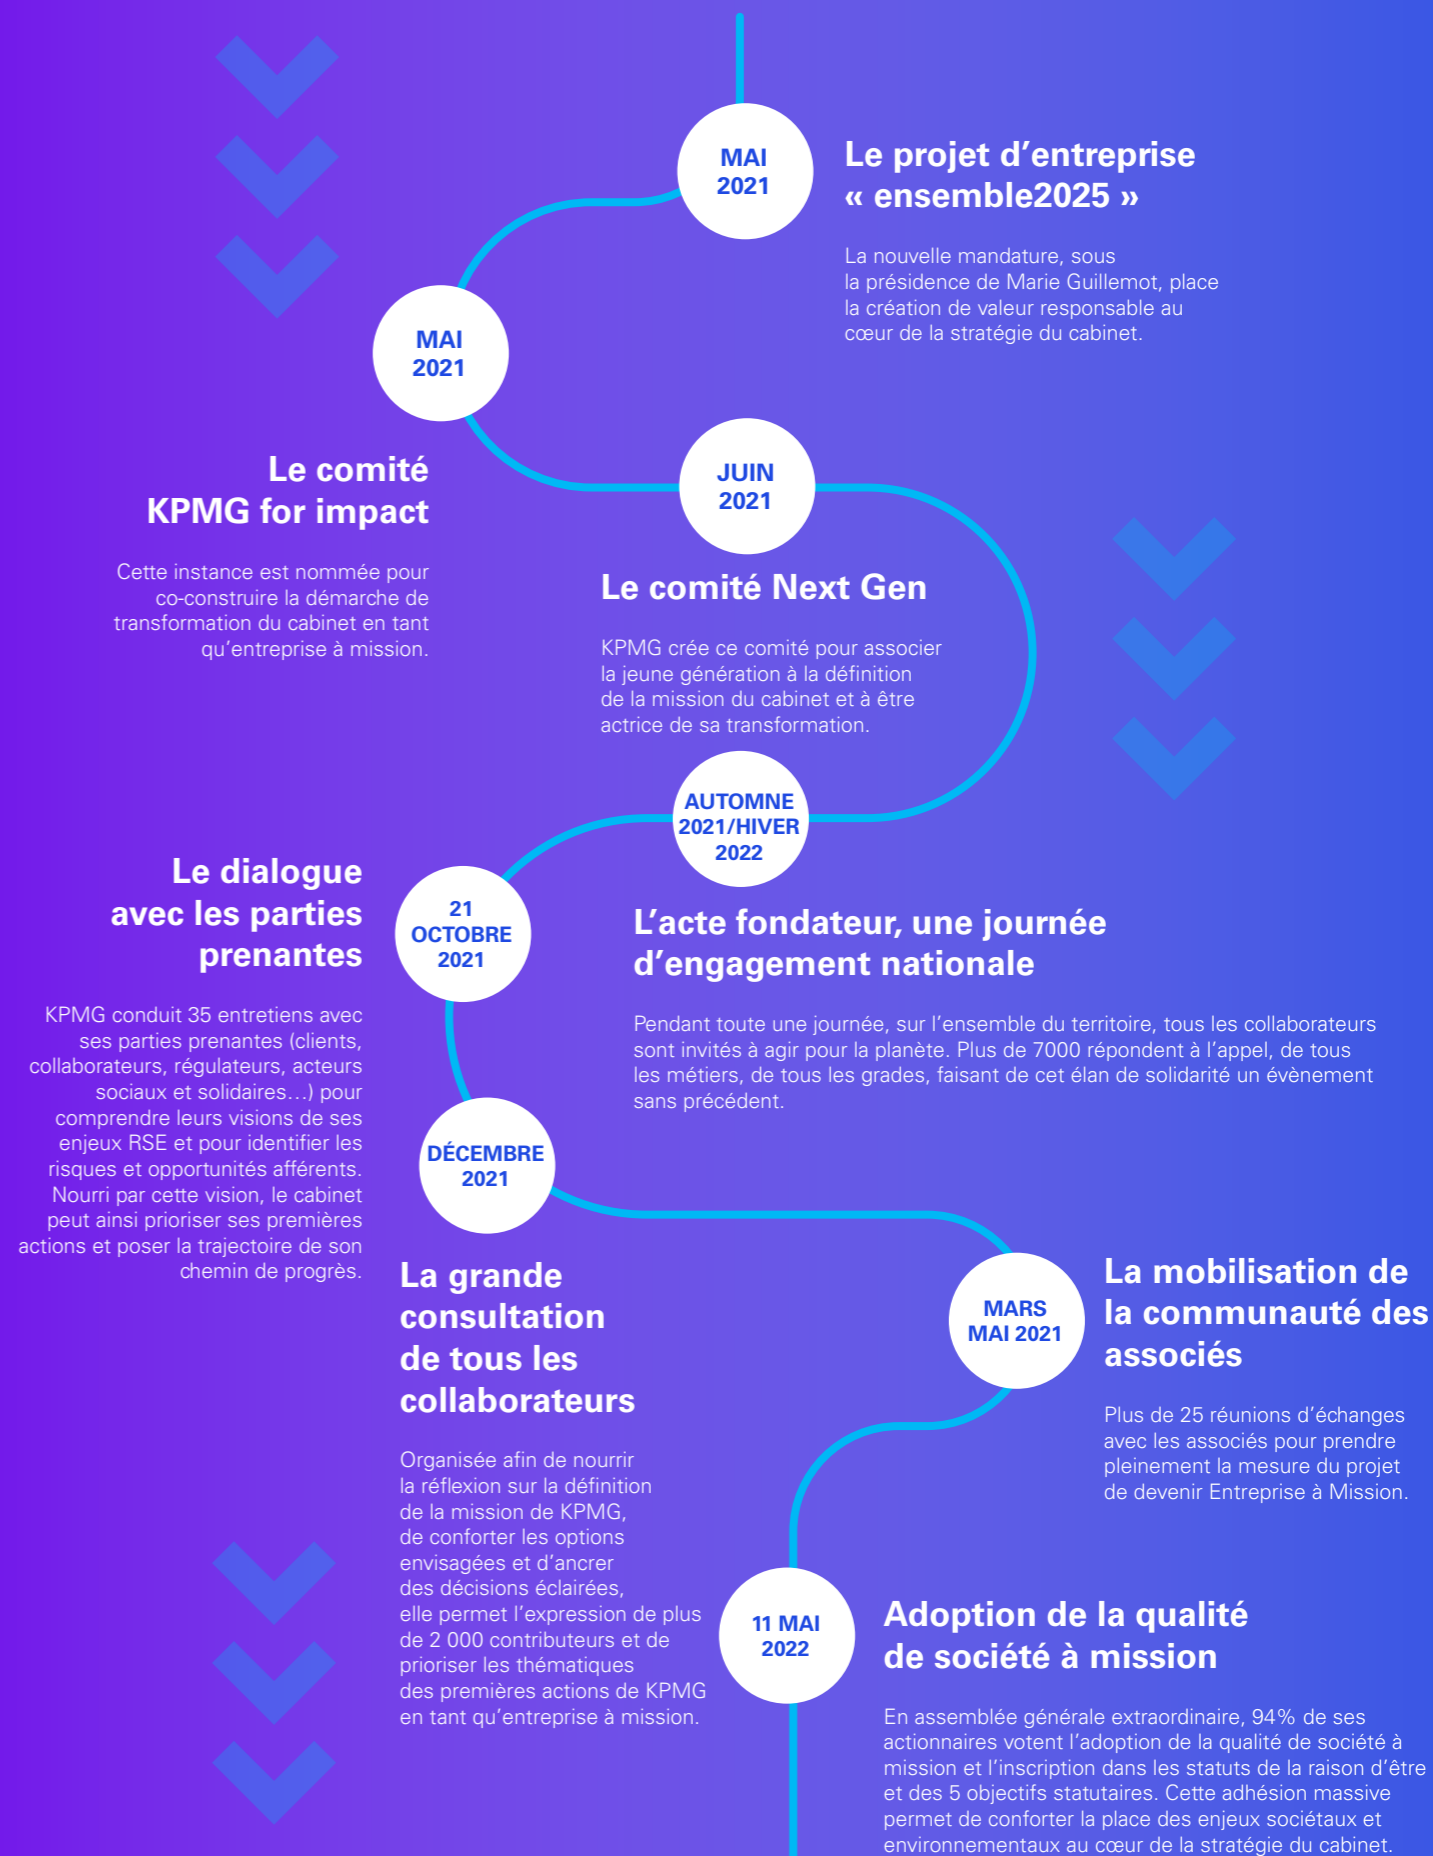 MAI
2021
Le projet d’entreprise
« ensemble2025 »
La nouvelle mandature, sous
la présidence de Marie Guillemot, place
la création de valeur responsable au
cœur de la stratégie du cabinet.
MAI
2021
Le comité
KPMG for impact
Cette instance est nommée pour
co-construire la démarche de
transformation du cabinet en tant
qu’entreprise à mission.
JUIN
2021
Le comité Next Gen
KPMG crée ce comité pour associer
la jeune génération à la définition
de la mission du cabinet et à être
actrice de sa transformation.
AUTOMNE
2021/HIVER
2022
L’acte fondateur, une journée
d’engagement nationale
Pendant toute une journée, sur l’ensemble du territoire, tous les collaborateurs
sont invités à agir pour la planète. Plus de 7000 répondent à l’appel, de tous
les métiers, de tous les grades, faisant de cet élan de solidarité un évènement
sans précédent.
21
OCTOBRE
2021
Le dialogue
avec les parties
prenantes
KPMG conduit 35 entretiens avec
ses parties prenantes (clients,
collaborateurs, régulateurs, acteurs
sociaux et solidaires…) pour
comprendre leurs visions de ses
enjeux RSE et pour identifier les
risques et opportunités afférents.
Nourri par cette vision, le cabinet
peut ainsi prioriser ses premières
actions et poser la trajectoire de son
chemin de progrès.
DÉCEMBRE
2021
La grande
consultation
de tous les
collaborateurs
Organisée afin de nourrir
la réflexion sur la définition
de la mission de KPMG,
de conforter les options
envisagées et d’ancrer
des décisions éclairées,
elle permet l’expression de plus
de 2 000 contributeurs et de
prioriser les thématiques
des premières actions de KPMG
en tant qu’entreprise à mission.
MARS
MAI 2021
La mobilisation de
la communauté des
associés
Plus de 25 réunions d’échanges
avec les associés pour prendre
pleinement la mesure du projet
de devenir Entreprise à Mission.
11 MAI
2022
Adoption de la qualité
de société à mission
En assemblée générale extraordinaire, 94% de ses
actionnaires votent l’adoption de la qualité de société à
mission et l’inscription dans les statuts de la raison d’être
et des 5 objectifs statutaires. Cette adhésion massive
permet de conforter la place des enjeux sociétaux et
environnementaux au cœur de la stratégie du cabinet.